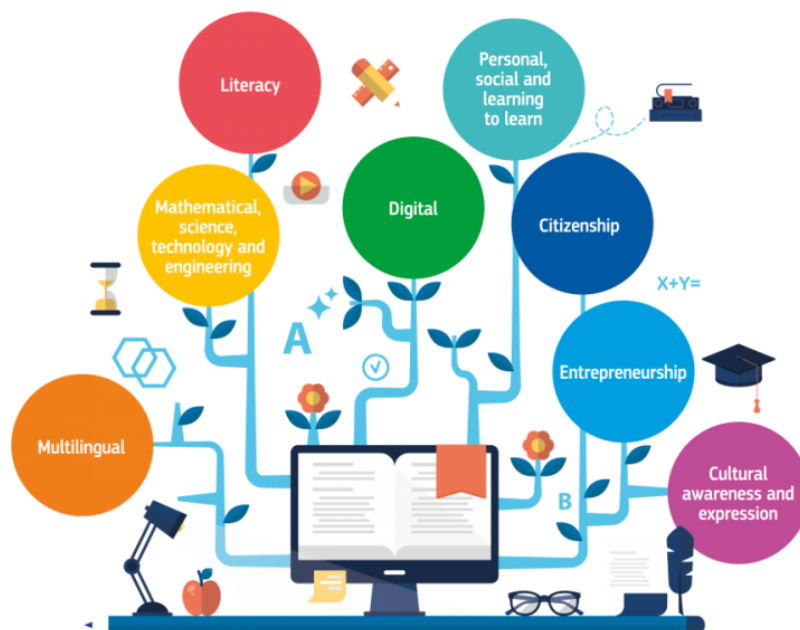 Literacy
Personal,
social and
learning
to learn
Mathematical,
science,
technology and
engineering
Digital
Citizenship
X+Y=
A
Entrepreneurship
Multilingual
Cultural
awareness and
expression
B